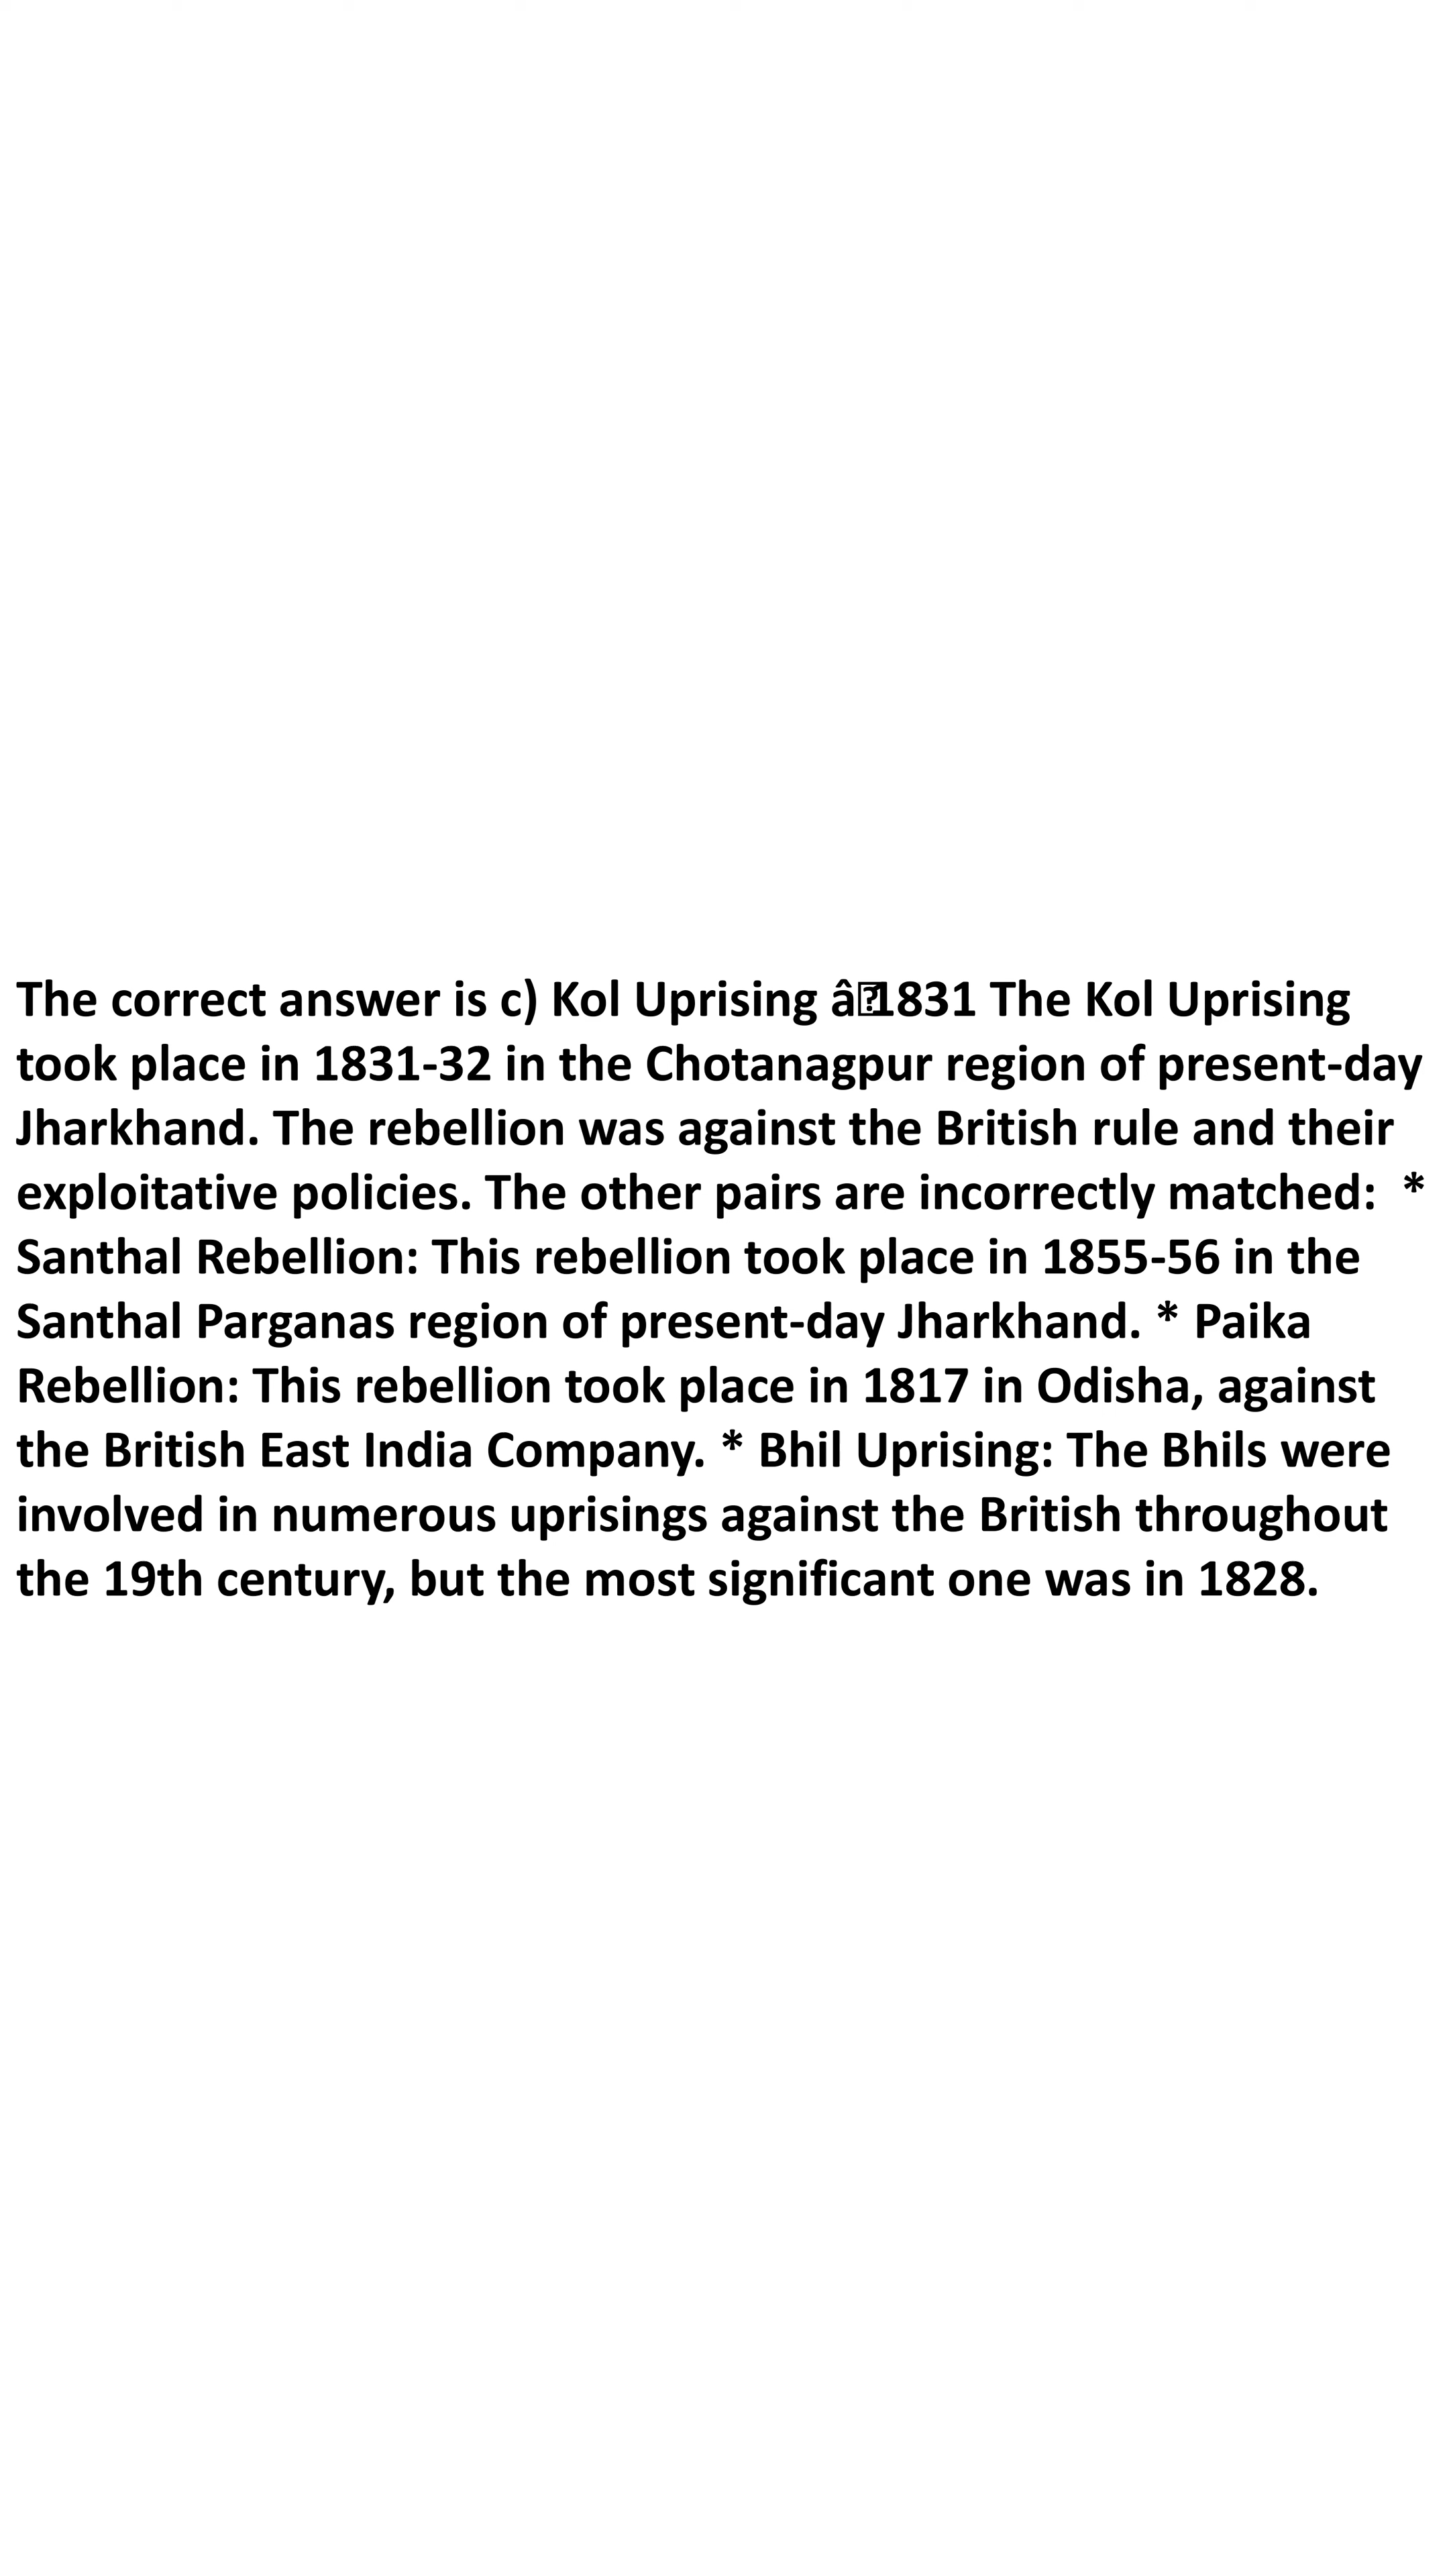 The correct answer is c) Kol Uprising â�1831 The Kol Uprising
took place in 1831-32 in the Chotanagpur region of present-day
Jharkhand. The rebellion was against the British rule and their
exploitative policies. The other pairs are incorrectly matched:  *
Santhal Rebellion: This rebellion took place in 1855-56 in the
Santhal Parganas region of present-day Jharkhand. * Paika
Rebellion: This rebellion took place in 1817 in Odisha, against
the British East India Company. * Bhil Uprising: The Bhils were
involved in numerous uprisings against the British throughout
the 19th century, but the most significant one was in 1828.